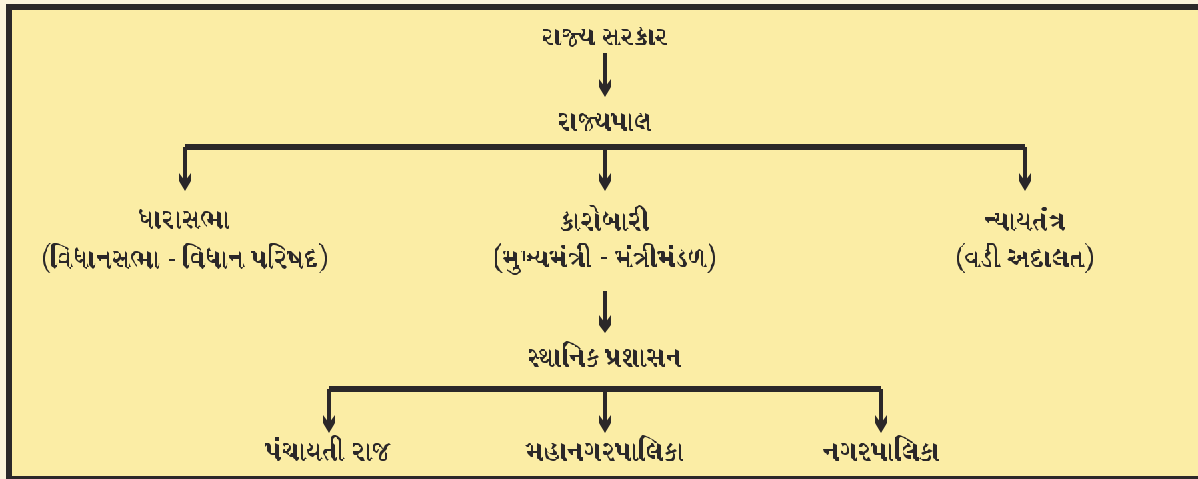 રાજ્ય સરકાર
રાજ્યપાલ
ધારાસભા
(વિધાનસભા - વિધાન પરિષદ)
કારોબારી
(મુખ્યમંત્રી - મંત્રીમંડળ)
ન્યાયતંત્ર
(વડી અદાલત)
સ્થાનિક પ્રશાસન
પંચાયતી રાજ
મહાનગરપાલિકા
નગરપાલિકા